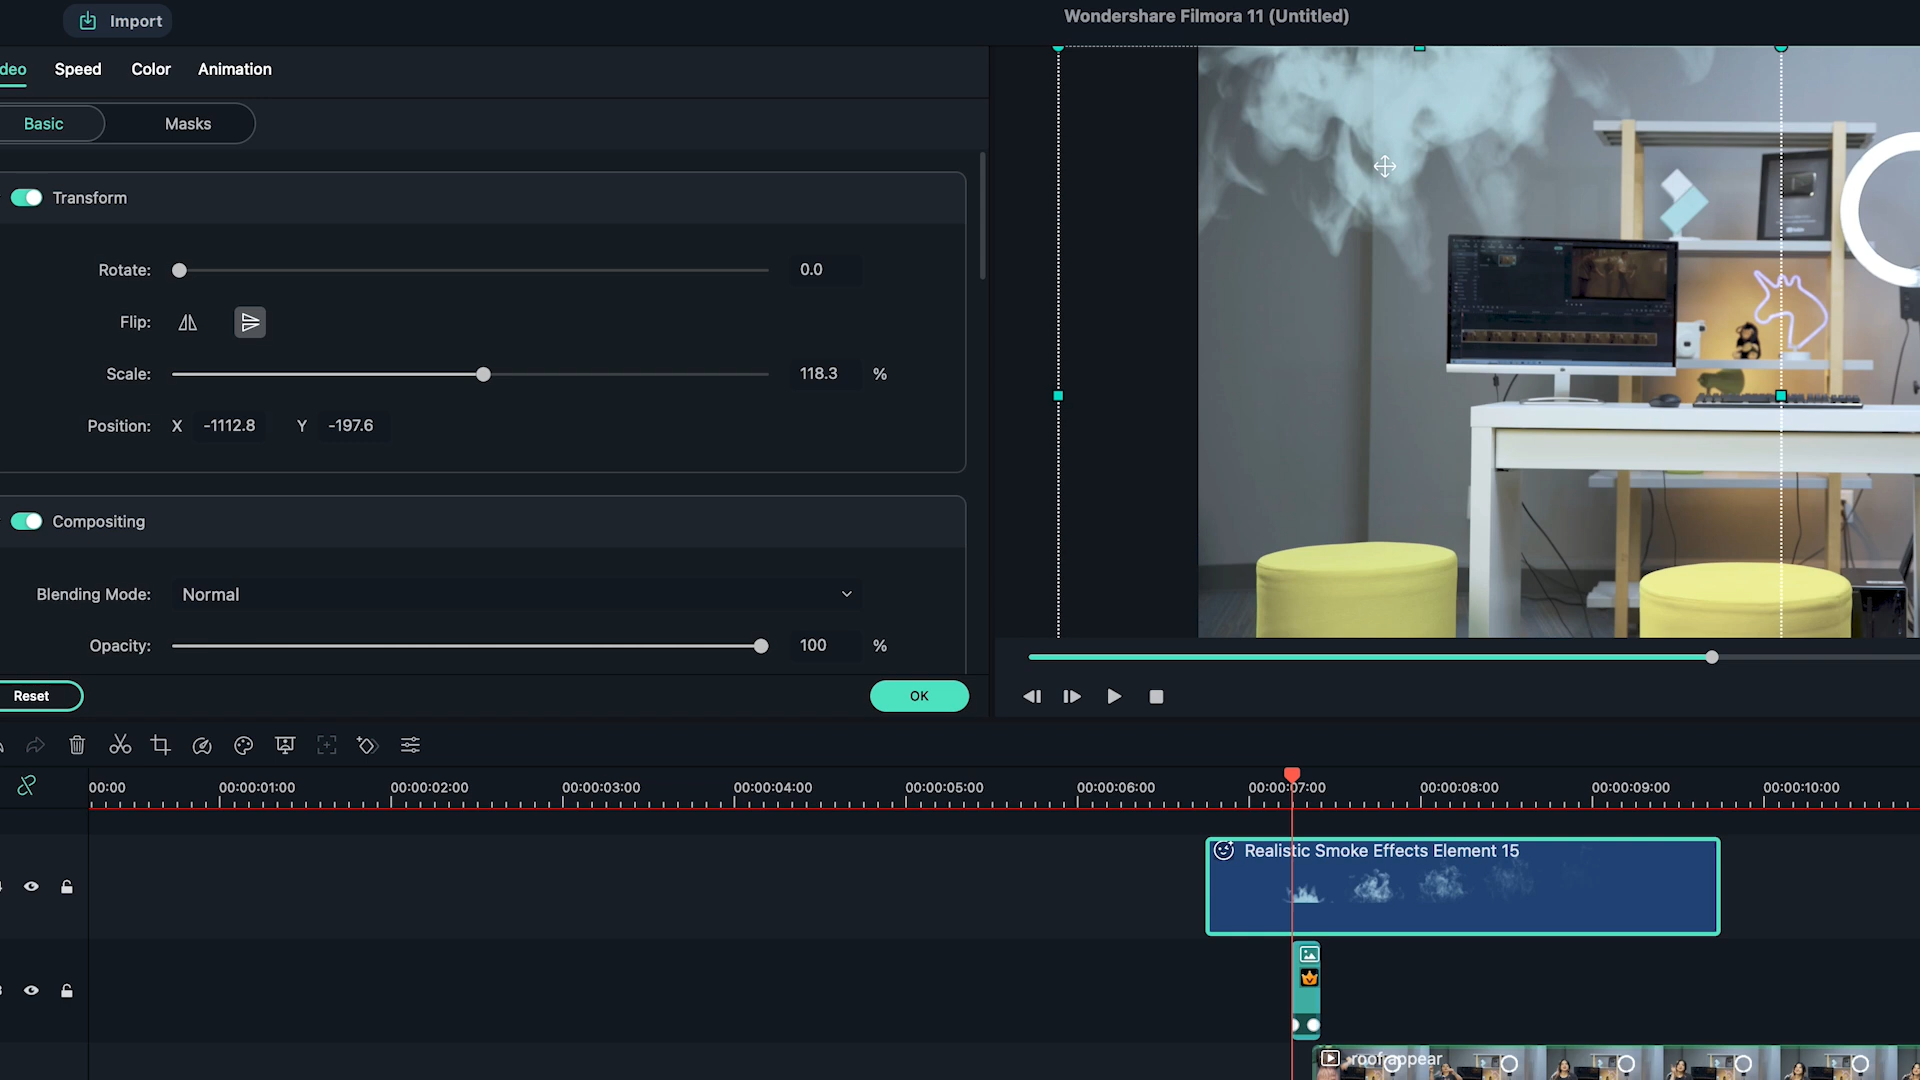 Import
Wondershare Filmora 11 (Untitled)
deo
Speed
Color
Animation
Basic
Masks
Transform
Rotate:
0.0
Flip:
Scale:
118.3
%
Position:
X
-1112.8
Y
-197.6
Compositing
Blending Mode:
Normal
Opacity:
100
%
Reset
OK
00:00
00:00:01:00
00:00:02:00
00:00:03:00
00:00:04:00
00:00:05:00
00:00:06:00
00:00:07:00
00:00:08:00
00:00:09:00
00:00:10:00
Realistic Smoke Effects Element 15
roof appear